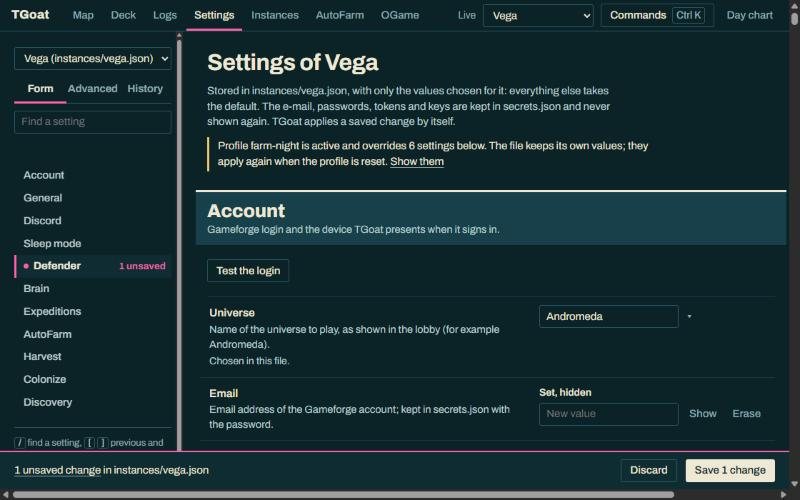 TGoat Map Deck Logs Settings Instances AutoFarm OGame Live Vega Commands Ctrl K Day chart
Vega (instances/vega.json)
Form Advanced History
Find a setting
Account
General
Discord
Sleep mode
Defender 1 unsaved
Brain
Expeditions
AutoFarm
Harvest
Colonize
Discovery
/ find a setting, [ ] previous and
Settings of Vega
Stored in instances/vega.json, with only the values chosen for it: everything else takes
the default. The e-mail, passwords, tokens and keys are kept in secrets.json and never
shown again. TGoat applies a saved change by itself.
Profile farm-night is active and overrides 6 settings below. The file keeps its own values; they
apply again when the profile is reset. Show them
Account
Gameforge login and the device TGoat presents when it signs in.
Test the login
Universe
Name of the universe to play, as shown in the lobby (for example
Andromeda).
Chosen in this file.
Andromeda
Email
Email address of the Gameforge account; kept in secrets.json with
the password.
Set, hidden
New value Show Erase
1 unsaved change in instances/vega.json
Discard Save 1 change